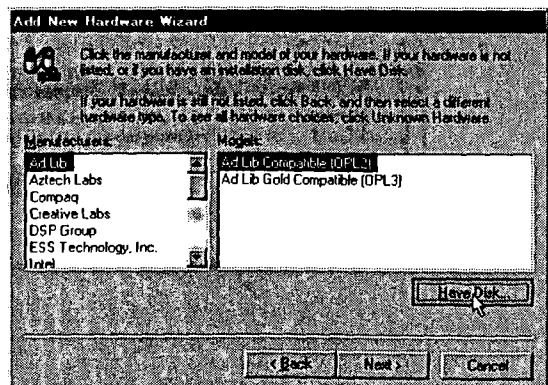 Add New Hardware Wizard
Click the manufacturer and model of your hardware. If your hardware is not
listed, or if you have an installation disk, click Have Disk.
If your hardware is still not listed, click Back, and then select a different
hardware type. To see all hardware choices, click Unknown Hardware.
Manufacturers:
Models:
Ad Lib
Aztech Labs
Compaq
Creative Labs
DSP Group
ESS Technology, Inc.
Intel
Ad Lib Compatible (OPL2)
Ad Lib Gold Compatible (OPL3)
Have Disk...
< Back
Next >
Cancel